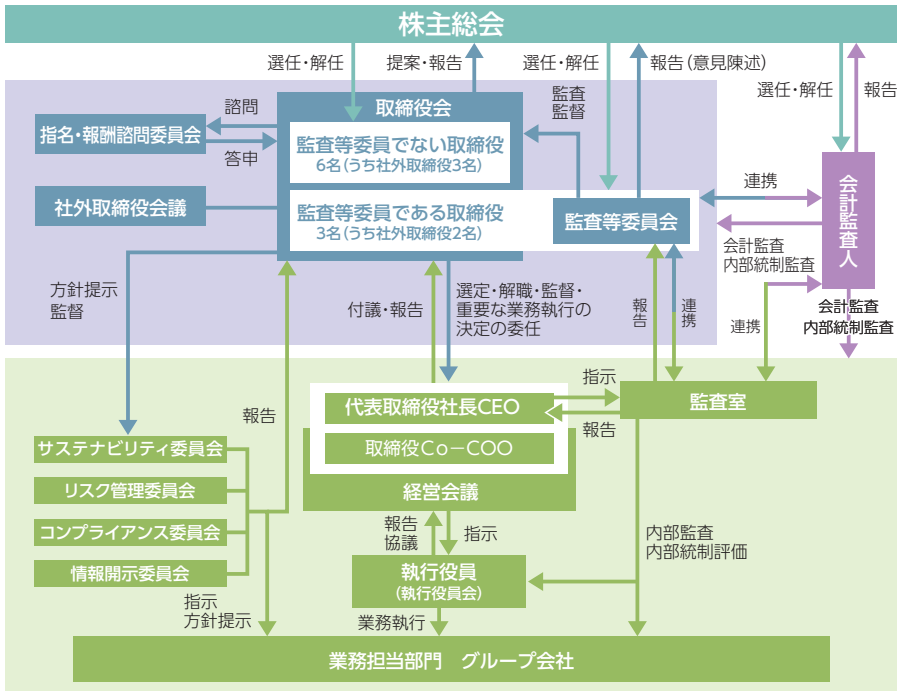 株主総会
選任・解任
提案・報告
選任・解任
報告（意見陳述）
選任・解任
報告
監査
監督
諮問
取締役会
指名・報酬諮問委員会
監査等委員でない取締役
6名（うち社外取締役3名）
答申
連携
会計監査人
社外取締役会議
監査等委員である取締役
3名（うち社外取締役2名）
監査等委員会
会計監査
内部統制監査
方針提示
監督
付議・報告
選定・解職・監督・
重要な業務執行の
決定の委任
報告
連携
連携
会計監査
内部統制監査
指示
代表取締役社長CEO
監査室
報告
報告
サステナビリティ委員会
取締役Co－COO
リスク管理委員会
経営会議
コンプライアンス委員会
報告
協議
指示
内部監査
内部統制評価
情報開示委員会
執行役員
（執行役員会）
指示
方針提示
業務執行
業務担当部門　グループ会社